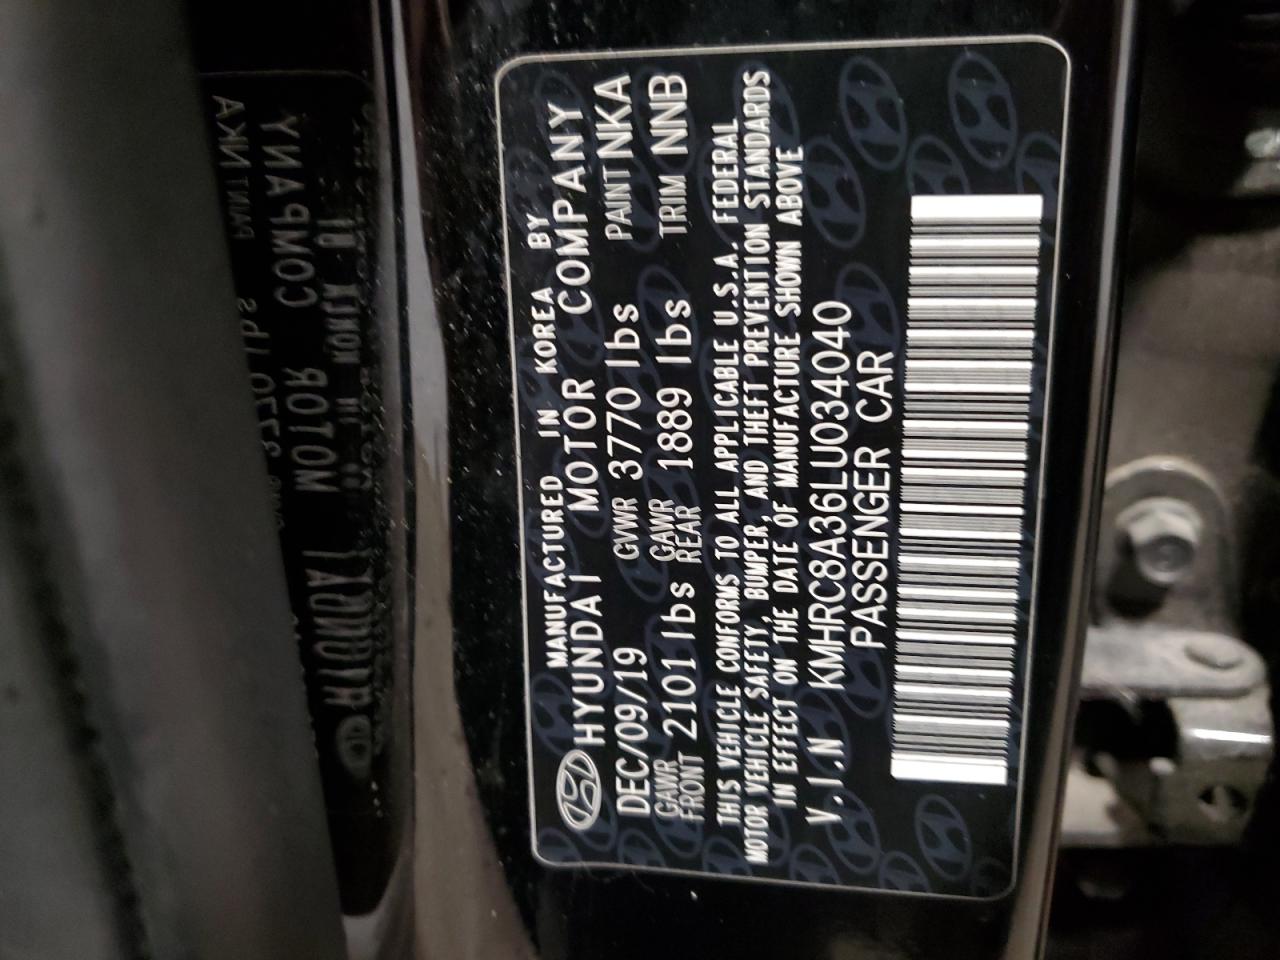 MANUFACTURED IN KOREA BY
HYUNDAI MOTOR COMPANY
DEC/09/19 GVWR 3770 lbs PAINT NKA
GAWR FRONT 2101 lbs GAWR REAR 1889 lbs TRIM NNB
THIS VEHICLE CONFORMS TO ALL APPLICABLE U.S.A. FEDERAL
MOTOR VEHICLE SAFETY, BUMPER, AND THEFT PREVENTION STANDARDS
IN EFFECT ON THE DATE OF MANUFACTURE SHOWN ABOVE
V.I.N KMHRC8A36LU034040
PASSENGER CAR